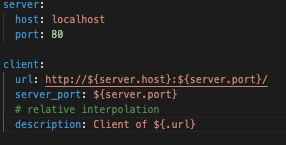 server:
  host: localhost
  port: 80

client:
  url: http://${server.host}:${server.port}/
  server_port: ${server.port}
  # relative interpolation
  description: Client of ${.url}